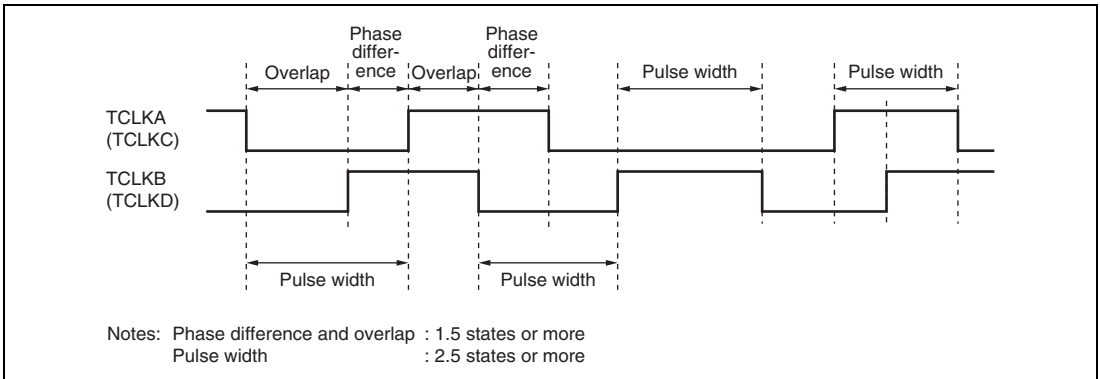 Phase
differ-
ence
Phase
differ-
ence
Overlap
Overlap
Pulse width
Pulse width
TCLKA
(TCLKC)
TCLKB
(TCLKD)
Pulse width
Pulse width
Notes: Phase difference and overlap : 1.5 states or more
Pulse width : 2.5 states or more